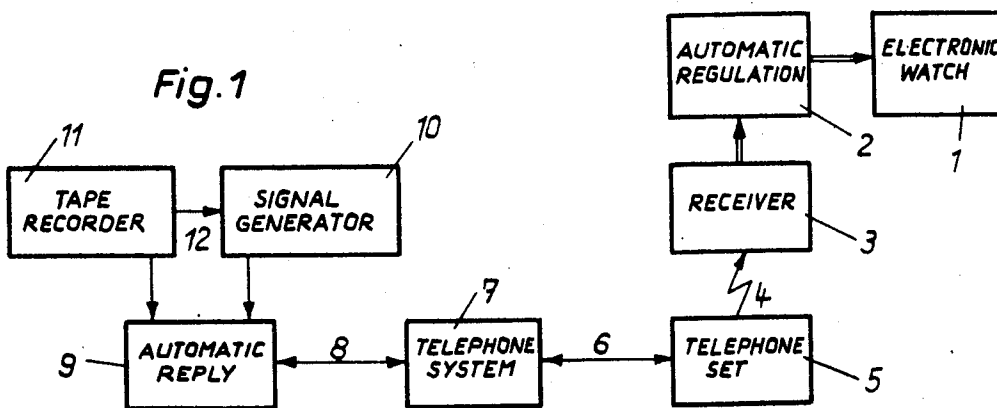 Fig. 1
11
TAPE
RECORDER
12
10
SIGNAL
GENERATOR
9
AUTOMATIC
REPLY
8
7
TELEPHONE
SYSTEM
6
TELEPHONE
SET
5
4
RECEIVER
3
AUTOMATIC
REGULATION
2
ELECTRONIC
WATCH
1